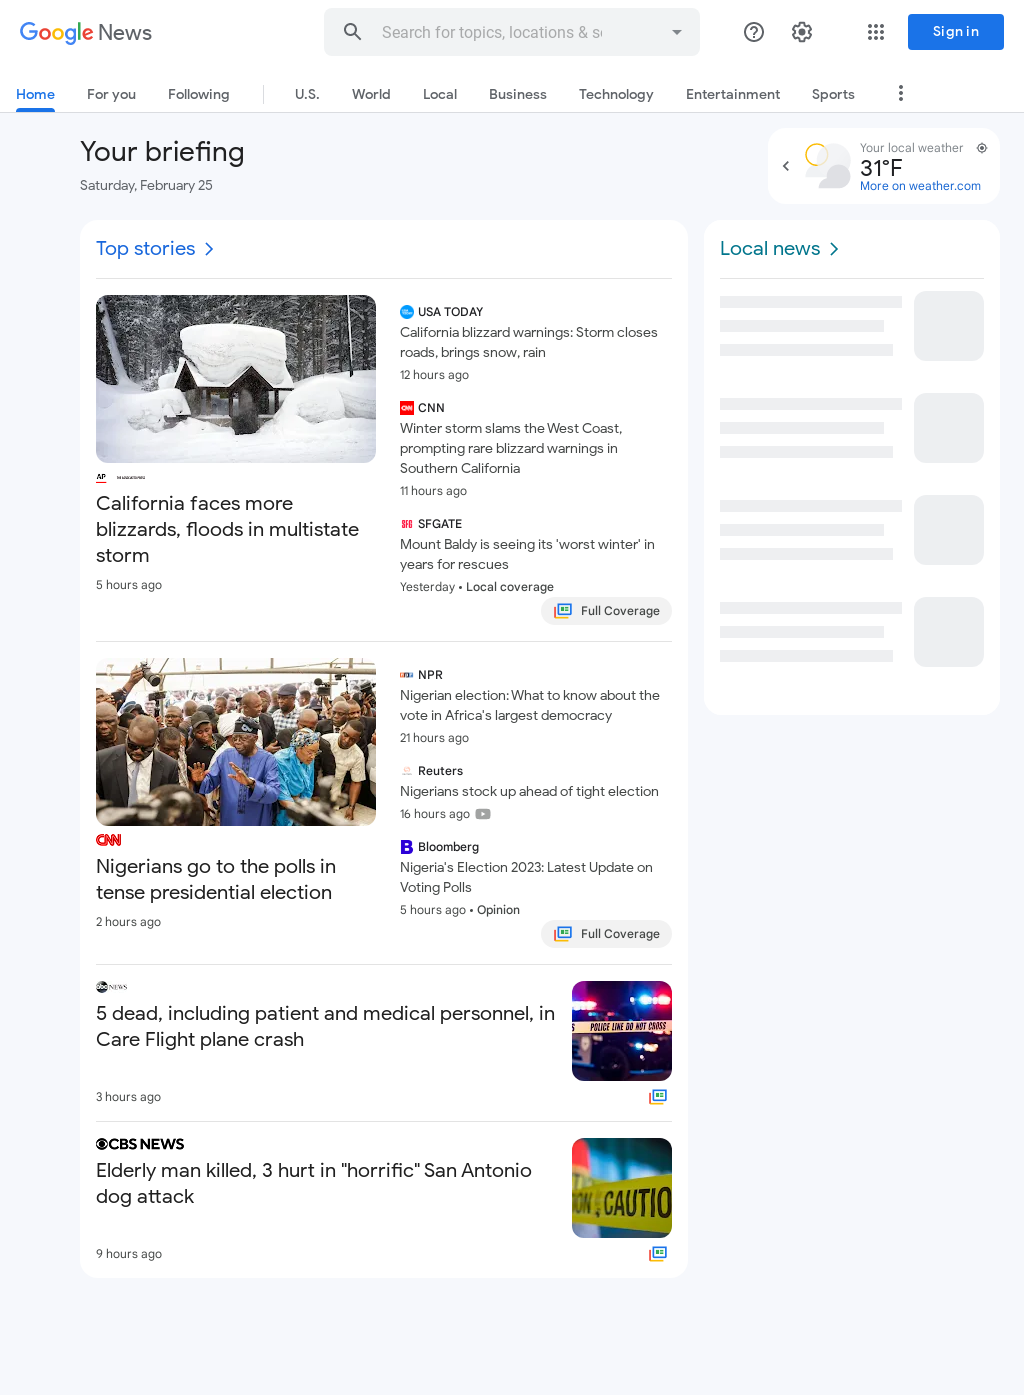 Google News
Search for topics, locations & so
Sign in
Home
For you
Following
U.S.
World
Local
Business
Technology
Entertainment
Sports
Your briefing
Saturday, February 25
Your local weather
31°F
More on weather.com
Top stories
AP
California faces more
blizzards, floods in multistate
storm
5 hours ago
USA TODAY
California blizzard warnings: Storm closes
roads, brings snow, rain
12 hours ago
CNN
CNN
Winter storm slams the West Coast,
prompting rare blizzard warnings in
Southern California
11 hours ago
SFG
SFGATE
Mount Baldy is seeing its 'worst winter' in
years for rescues
Yesterday • Local coverage
Full Coverage
CNN
Nigerians go to the polls in
tense presidential election
2 hours ago
npr
NPR
Nigerian election: What to know about the
vote in Africa's largest democracy
21 hours ago
Reuters
Nigerians stock up ahead of tight election
16 hours ago
B
Bloomberg
Nigeria's Election 2023: Latest Update on
Voting Polls
5 hours ago • Opinion
Full Coverage
abc NEWS
5 dead, including patient and medical personnel, in
Care Flight plane crash
POLICE LINE DO NOT CROSS
3 hours ago
CBS NEWS
Elderly man killed, 3 hurt in "horrific" San Antonio
dog attack
ON CAUTIO
9 hours ago
Local news